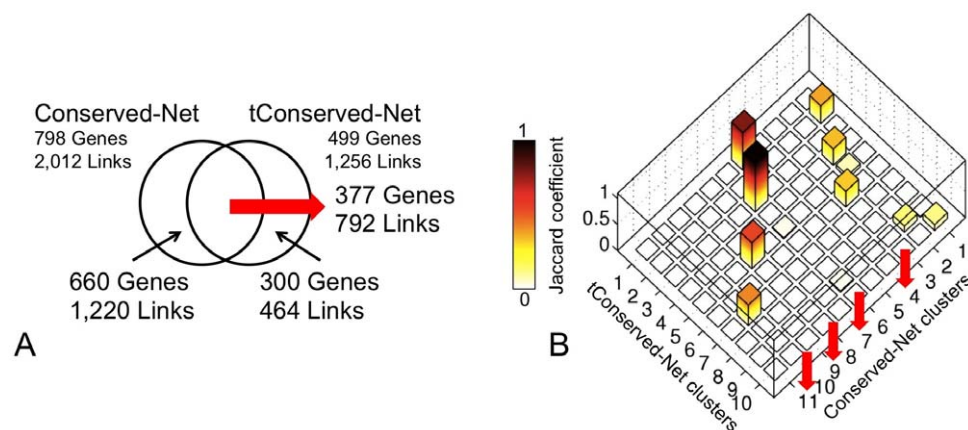 Conserved-Net
798 Genes
2,012 Links
tConserved-Net
499 Genes
1,256 Links
377 Genes
792 Links
660 Genes
1,220 Links
300 Genes
464 Links
A
1
0
Jaccard coefficient
1
0.5
0
1
2
3
4
5
6
7
8
9
10
tConserved-Net clusters
1
2
3
4
5
6
7
8
9
10
11
Conserved-Net clusters
B